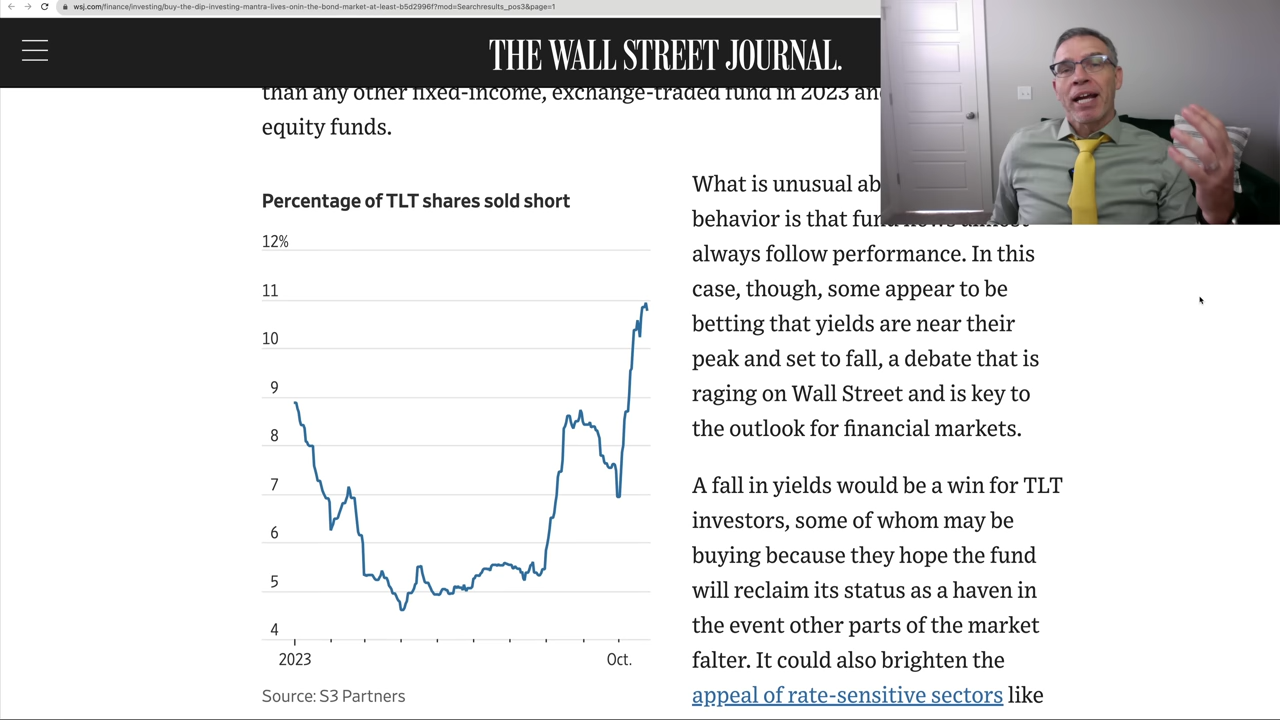 wsj.com/finance/investing/buy-the-dip-investing-mantra-lives-onin-the-bond-market-at-least-b5d2996f?mod=Searchresults_pos3&page=1
THE WALL STREET JOURNAL.
than any other fixed-income, exchange-traded fund in 2023 and
equity funds.
Percentage of TLT shares sold short
12%
11
10
9
8
7
6
5
4
2023
Oct.
Source: S3 Partners
What is unusual ab
behavior is that fund flows almost
always follow performance. In this
case, though, some appear to be
betting that yields are near their
peak and set to fall, a debate that is
raging on Wall Street and is key to
the outlook for financial markets.
A fall in yields would be a win for TLT
investors, some of whom may be
buying because they hope the fund
will reclaim its status as a haven in
the event other parts of the market
falter. It could also brighten the
appeal of rate-sensitive sectors like